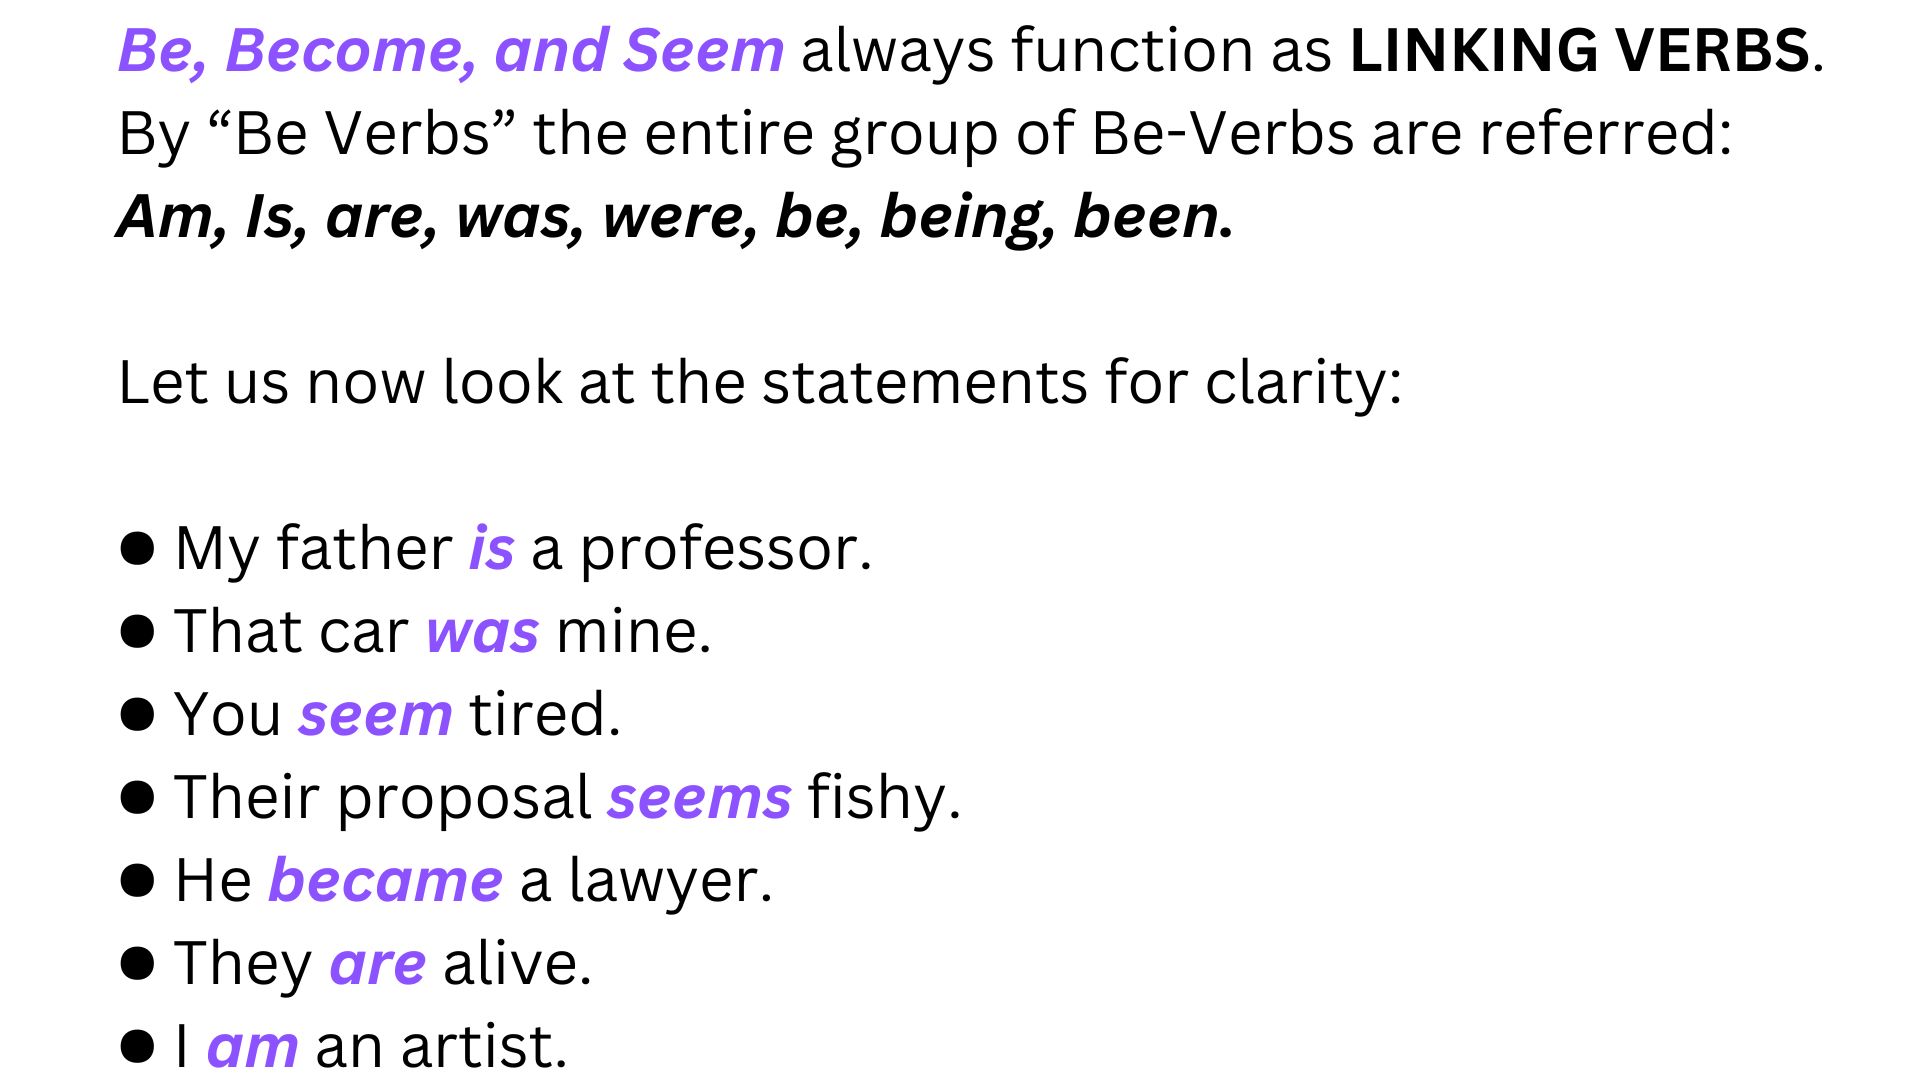 Be, Become, and Seem always function as LINKING VERBS.
By “Be Verbs” the entire group of Be-Verbs are referred:
Am, Is, are, was, were, be, being, been.
Let us now look at the statements for clarity:
● My father is a professor.
● That car was mine.
● You seem tired.
● Their proposal seems fishy.
● He became a lawyer.
● They are alive.
● I am an artist.